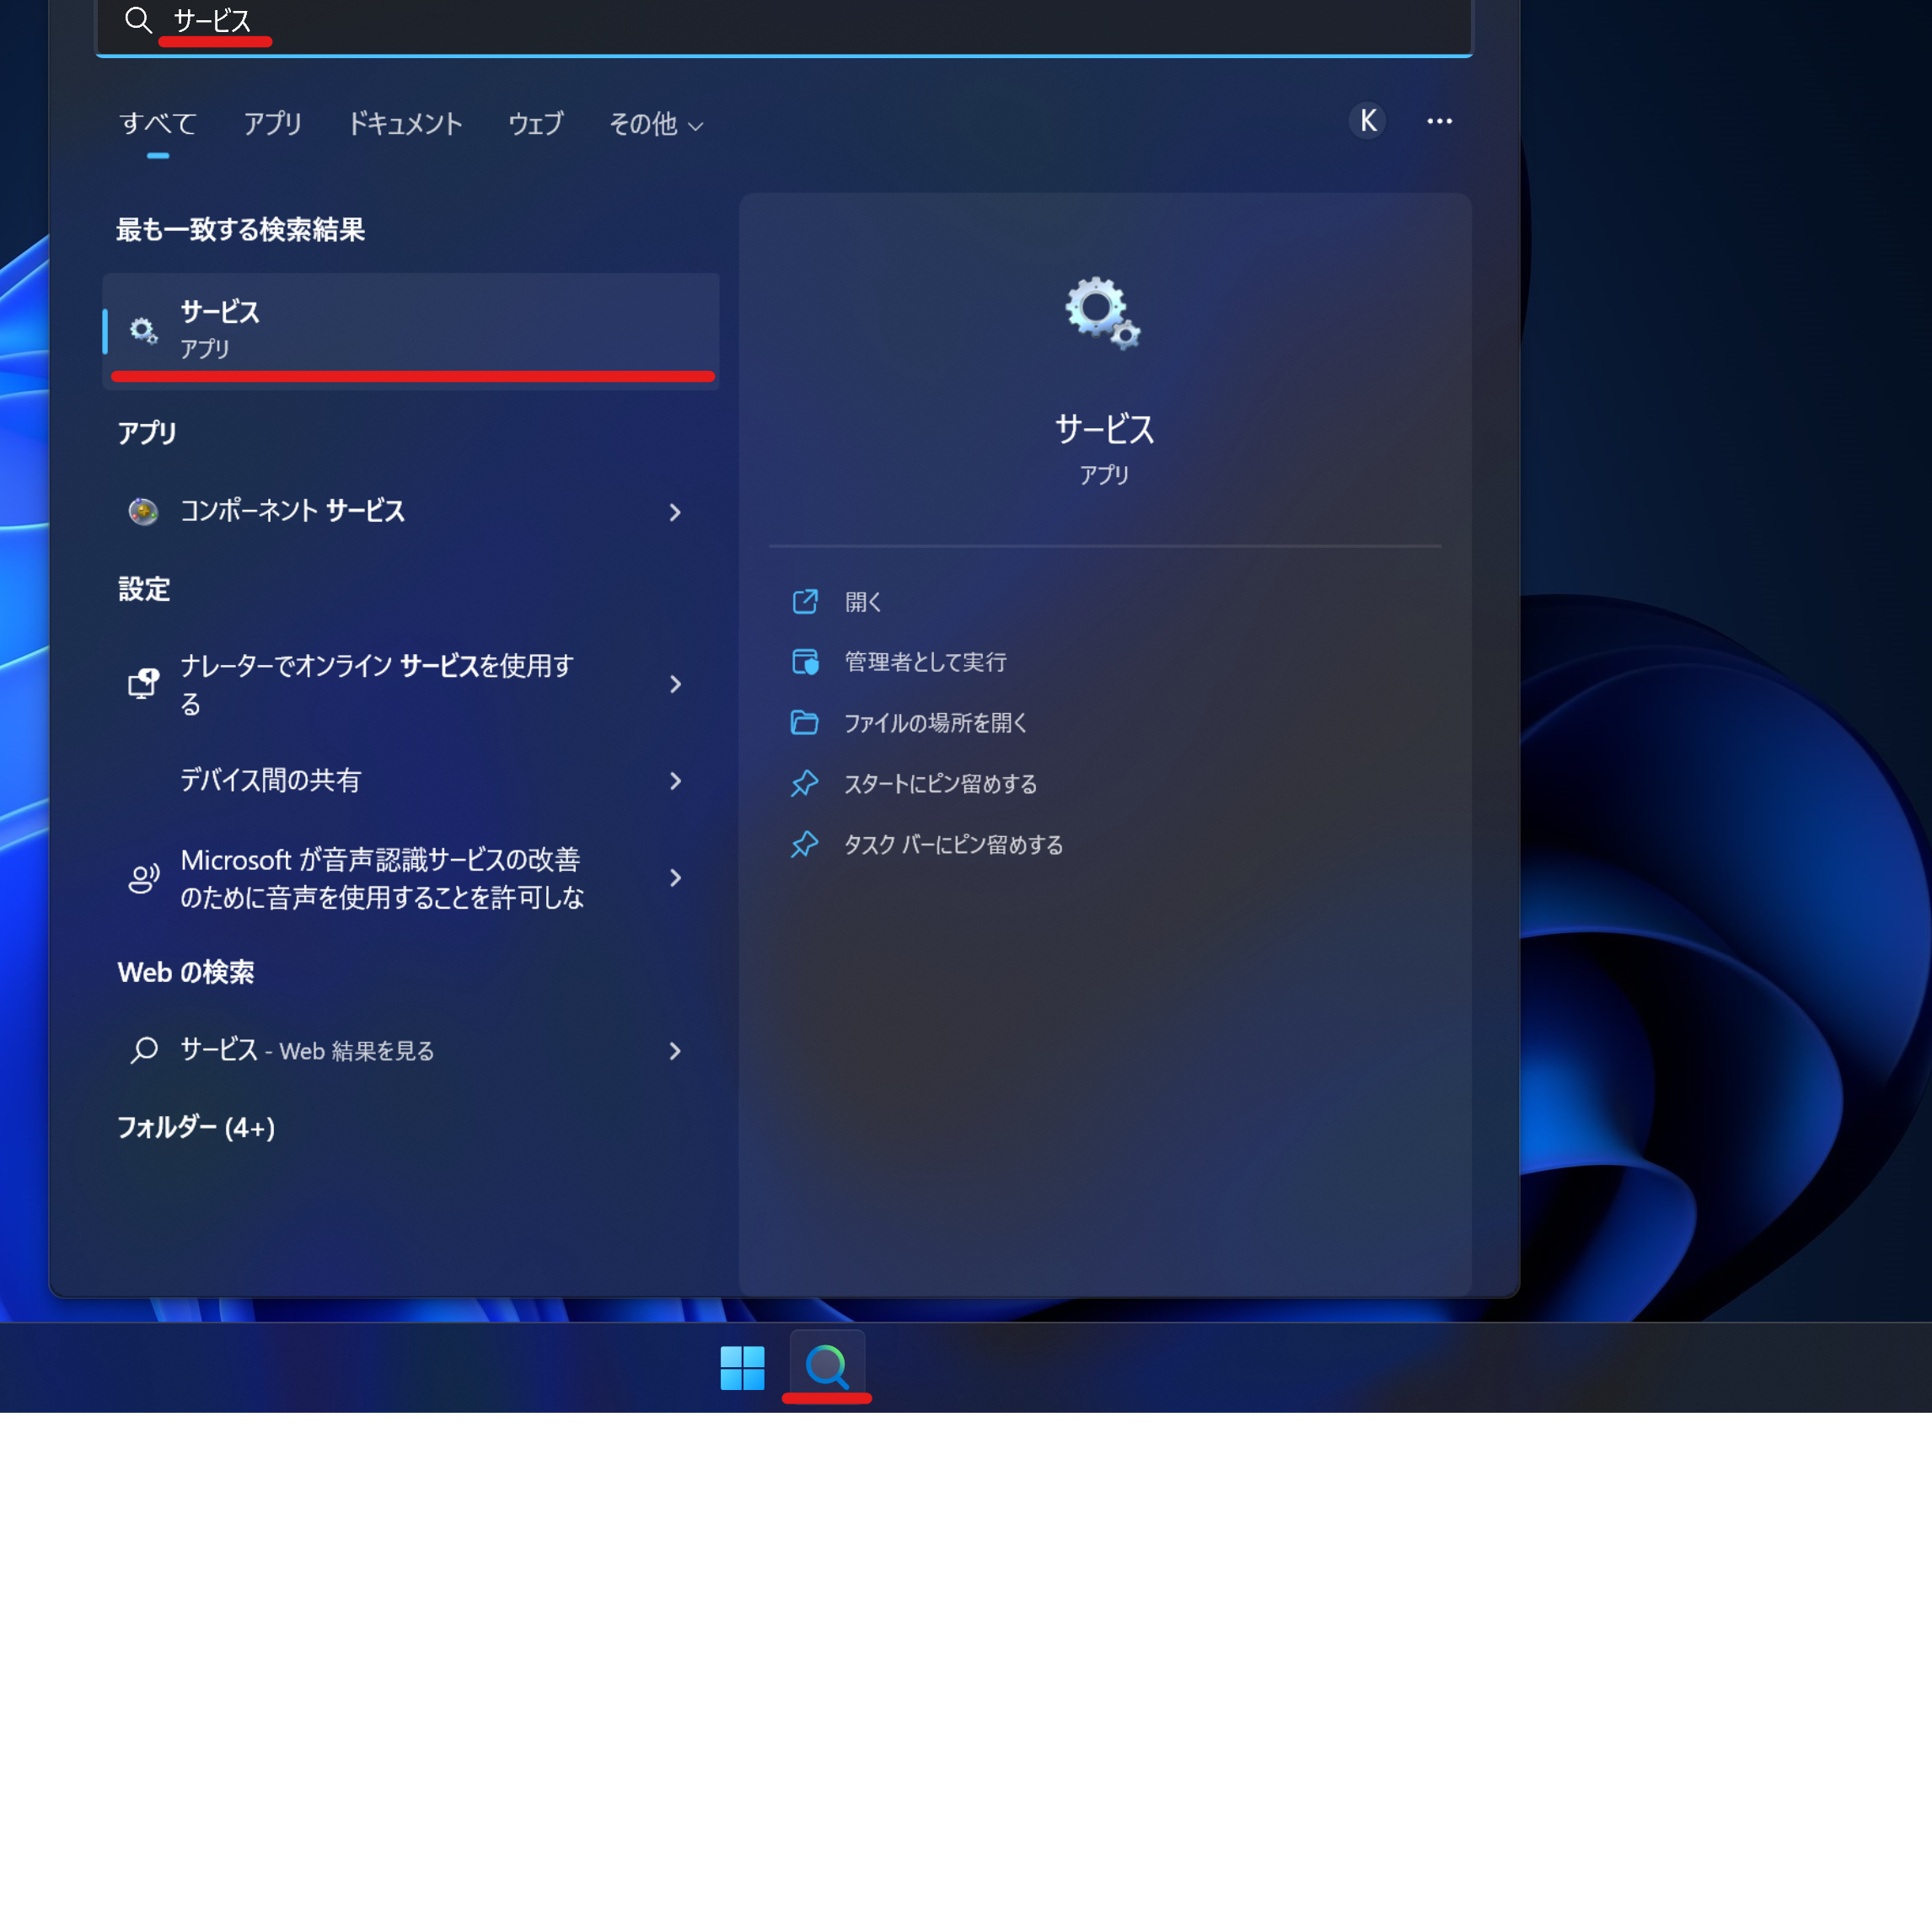 サービス
すべて アプリ ドキュメント ウェブ その他
K
最も一致する検索結果
サービス
アプリ
アプリ
コンポーネント サービス
設定
ナレーターでオンライン サービスを使用す
る
デバイス間の共有
Microsoft が音声認識サービスの改善
のために音声を使用することを許可しな
Web の検索
サービス - Web 結果を見る
フォルダー (4+)
サービス
アプリ
開く
管理者として実行
ファイルの場所を開く
スタートにピン留めする
タスク バーにピン留めする